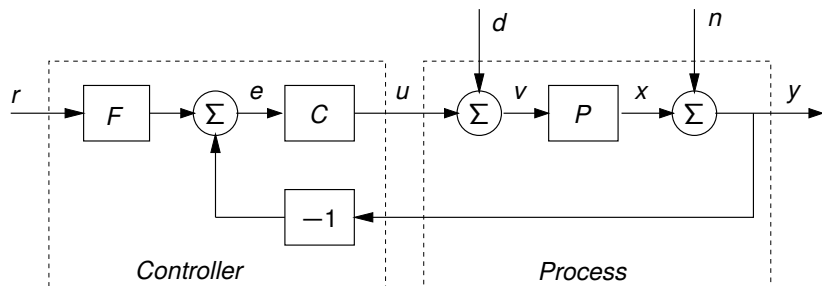 d
n
r
F
Σ
e
C
u
Σ
v
P
x
Σ
y
−1
Controller
Process